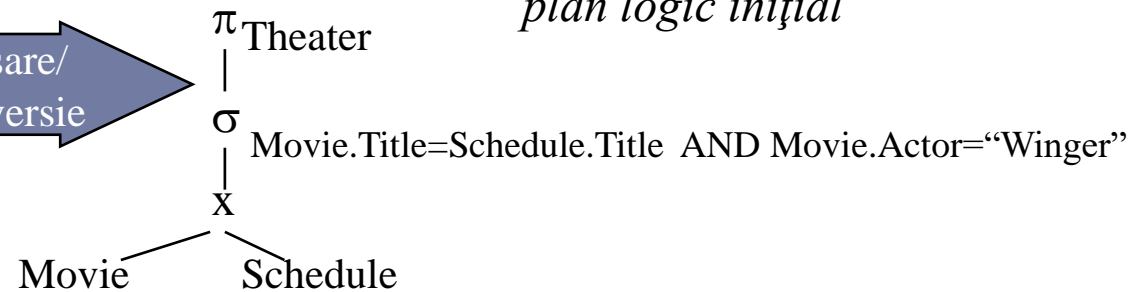 plan logic iniţial
π Theater
sare/
versie
σ Movie.Title=Schedule.Title AND Movie.Actor=“Winger”
x
Movie Schedule